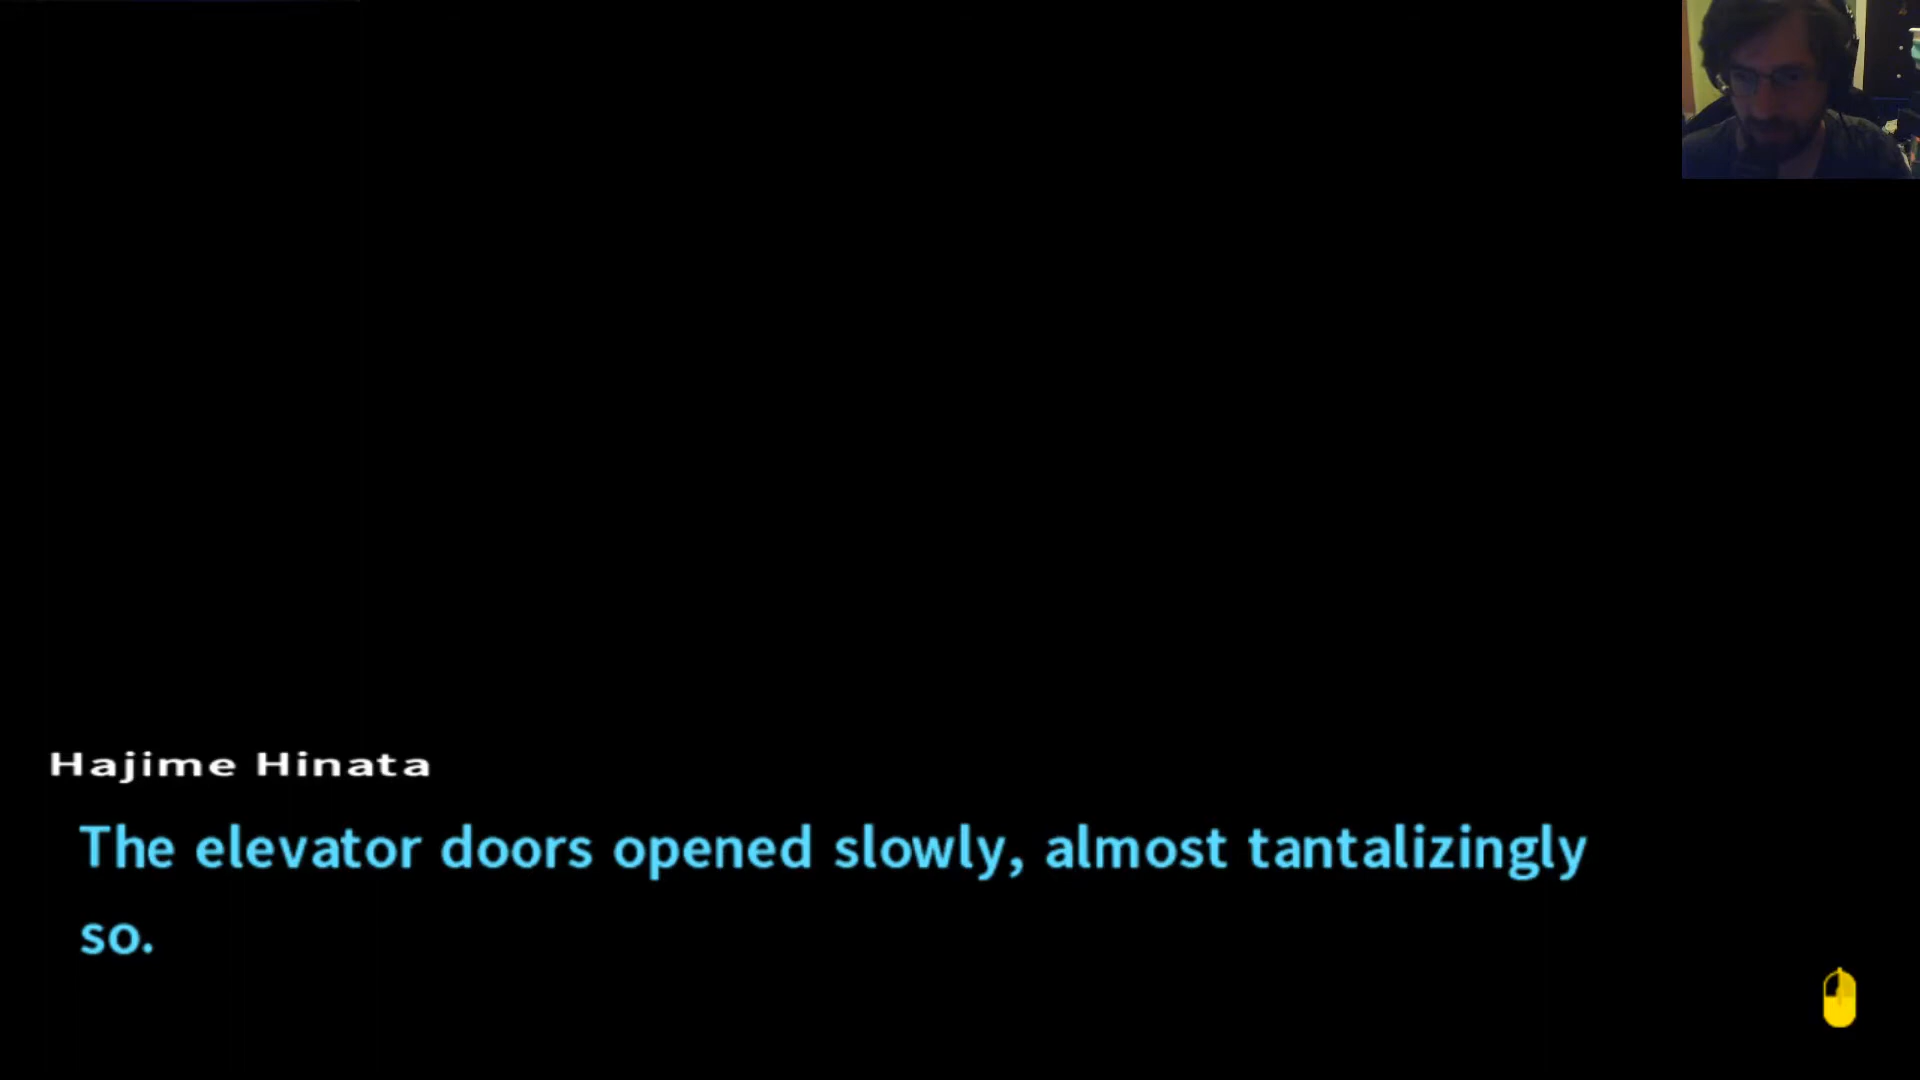 Hajime Hinata
The elevator doors opened slowly, almost tantalizingly
so.